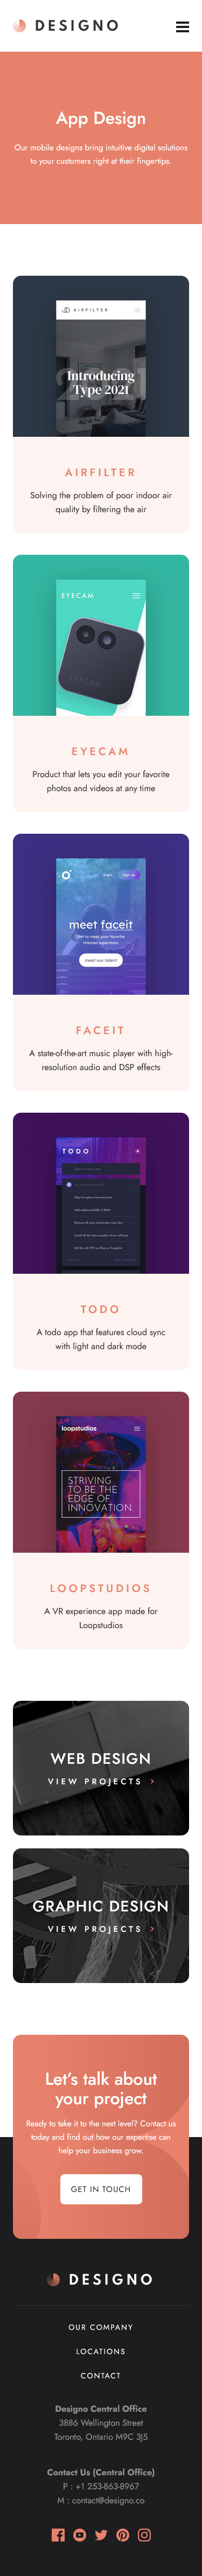 DESIGNO
App Design
Our mobile designs bring intuitive digital solutions
to your customers right at their fingertips.
AIRFILTER
Introducing
Type 2021
AIRFILTER
Solving the problem of poor indoor air
quality by filtering the air
EYECAM
EYECAM
EYECAM
Product that lets you edit your favorite
photos and videos at any time
meet faceit
Get to meet your favourite
internet superstars.
meet our talent
FACEIT
A state-of-the-art music player with high-
resolution audio and DSP effects
TODO
TODO
A todo app that features cloud sync
with light and dark mode
loopstudios
STRIVING
TO BE THE
EDGE OF
INNOVATION.
LOOPSTUDIOS
A VR experience app made for
Loopstudios
WEB DESIGN
VIEW PROJECTS
GRAPHIC DESIGN
VIEW PROJECTS
Let's talk about
your project
Ready to take it to the next level? Contact us
today and find out how our expertise can
help your business grow.
GET IN TOUCH
DESIGNO
OUR COMPANY
LOCATIONS
CONTACT
Designo Central Office
3886 Wellington Street
Toronto, Ontario M9C 3J5
Contact Us (Central Office)
P : +1 253-863-8967
M : contact@designo.co